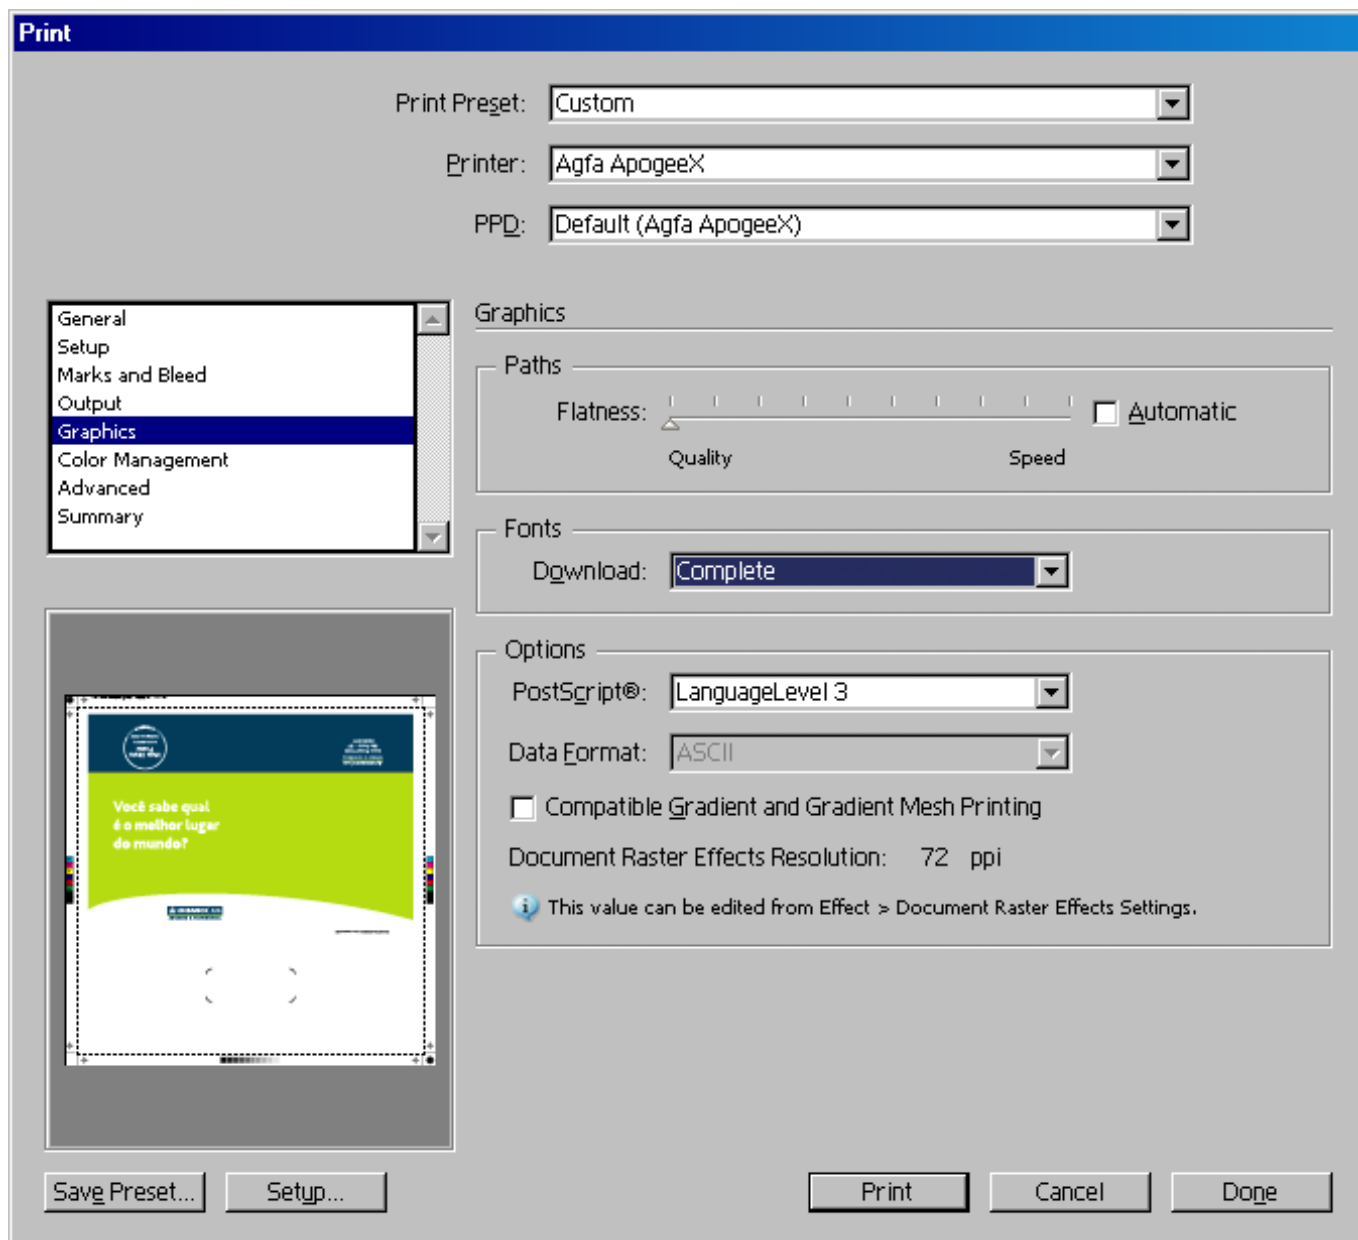 Print
Print Preset: Custom
Printer: Agfa ApogeeX
PPD: Default (Agfa ApogeeX)
General
Setup
Marks and Bleed
Output
Graphics
Color Management
Advanced
Summary
Graphics
Paths
Flatness:
Automatic
Quality Speed
Fonts
Download: Complete
Options
PostScript®: LanguageLevel 3
Data Format: ASCII
Compatible Gradient and Gradient Mesh Printing
Document Raster Effects Resolution: 72 ppi
This value can be edited from Effect > Document Raster Effects Settings.
Você sabe qual
é o melhor lugar
do mundo?
Save Preset... Setup... Print Cancel Done